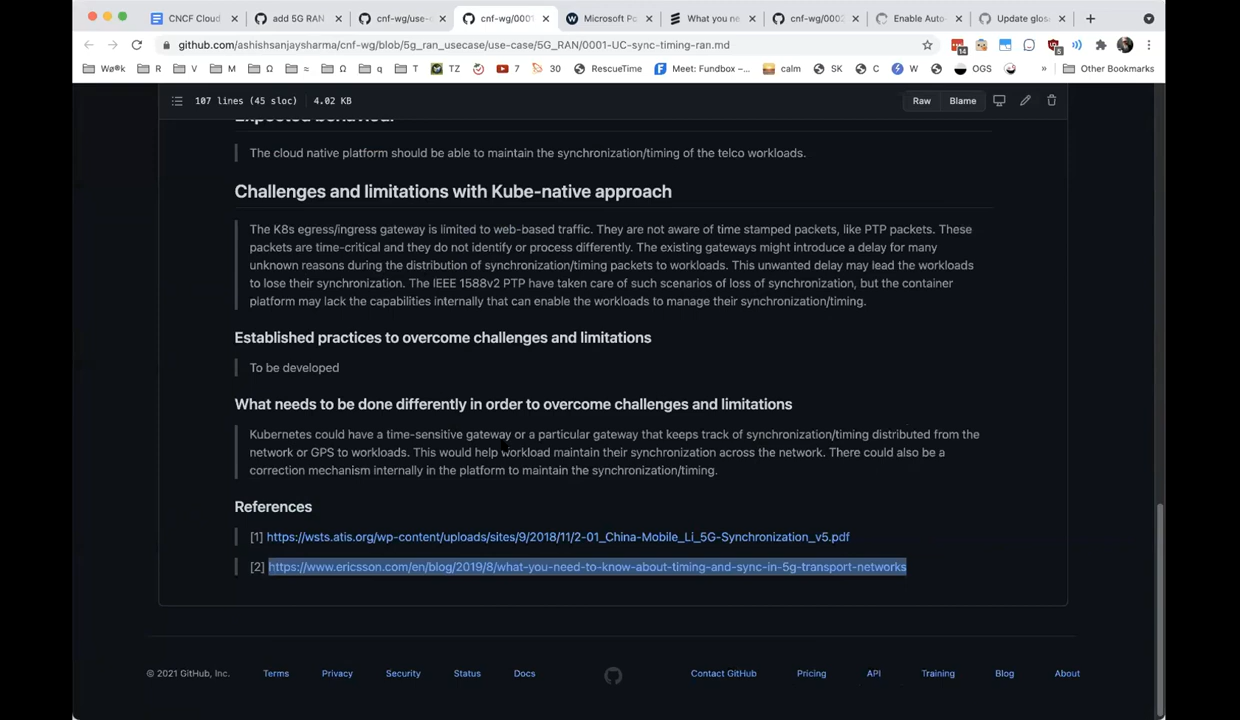 CNCF Cloud
add 5G RAN
cnf-wg/use-c
cnf-wg/0001
Microsoft Po
What you ne
cnf-wg/0002
Enable Auto-
Update glos
github.com/ashishsanjaysharma/cnf-wg/blob/5g_ran_usecase/use-case/5G_RAN/0001-UC-sync-timing-ran.md
14
5
Wø®k
R
V
M
Ω
≈
Ω
q
T
TZ
7
30
RescueTime
Meet: Fundbox –...
calm
SK
C
W
OGS
»
Other Bookmarks
107 lines (45 sloc)
4.02 KB
Raw
Blame
Expected behaviour
The cloud native platform should be able to maintain the synchronization/timing of the telco workloads.
Challenges and limitations with Kube-native approach
The K8s egress/ingress gateway is limited to web-based traffic. They are not aware of time stamped packets, like PTP packets. These
packets are time-critical and they do not identify or process differently. The existing gateways might introduce a delay for many
unknown reasons during the distribution of synchronization/timing packets to workloads. This unwanted delay may lead the workloads
to lose their synchronization. The IEEE 1588v2 PTP have taken care of such scenarios of loss of synchronization, but the container
platform may lack the capabilities internally that can enable the workloads to manage their synchronization/timing.
Established practices to overcome challenges and limitations
To be developed
What needs to be done differently in order to overcome challenges and limitations
Kubernetes could have a time-sensitive gateway or a particular gateway that keeps track of synchronization/timing distributed from the
network or GPS to workloads. This would help workload maintain their synchronization across the network. There could also be a
correction mechanism internally in the platform to maintain the synchronization/timing.
References
[1] https://wsts.atis.org/wp-content/uploads/sites/9/2018/11/2-01_China-Mobile_Li_5G-Synchronization_v5.pdf
[2] https://www.ericsson.com/en/blog/2019/8/what-you-need-to-know-about-timing-and-sync-in-5g-transport-networks
© 2021 GitHub, Inc.
Terms
Privacy
Security
Status
Docs
Contact GitHub
Pricing
API
Training
Blog
About